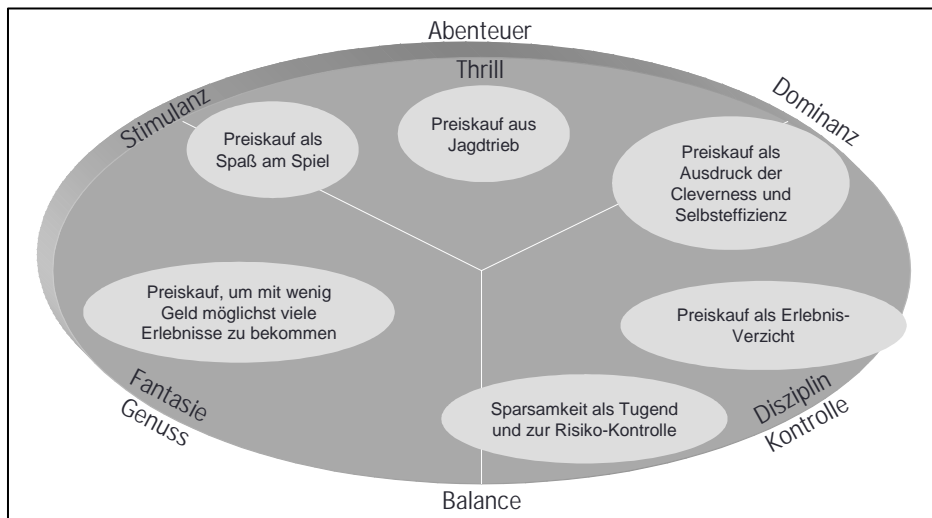 Abenteuer
Thrill
Stimulanz
Dominanz
Preiskauf als
Spaß am Spiel
Preiskauf aus
Jagdtrieb
Preiskauf als
Ausdruck der
Cleverness und
Selbsteffizienz
Preiskauf, um mit wenig
Geld möglichst viele
Erlebnisse zu bekommen
Preiskauf als Erlebnis-
Verzicht
Sparsamkeit als Tugend
und zur Risiko-Kontrolle
Fantasie
Genuss
Disziplin
Kontrolle
Balance